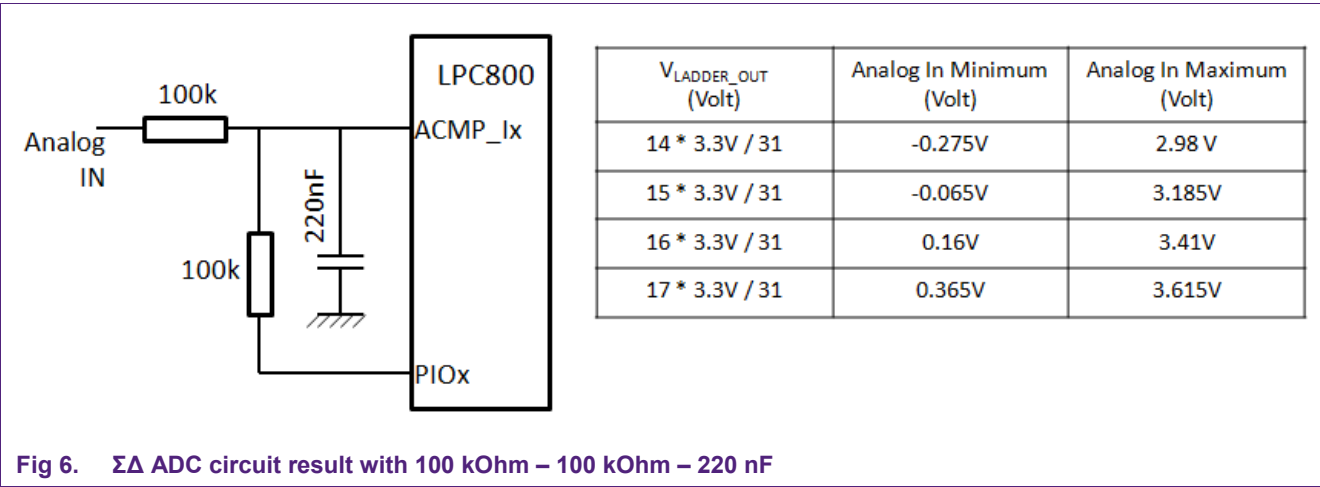 LPC800
100k
ACMP_Ix
Analog
IN
220nF
100k
PIOx
VLADDER_OUT Analog In Minimum Analog In Maximum
(Volt) (Volt) (Volt)
14 * 3.3V / 31 -0.275V 2.98 V
15 * 3.3V / 31 -0.065V 3.185V
16 * 3.3V / 31 0.16V 3.41V
17 * 3.3V / 31 0.365V 3.615V
Fig 6. ΣΔ ADC circuit result with 100 kOhm – 100 kOhm – 220 nF